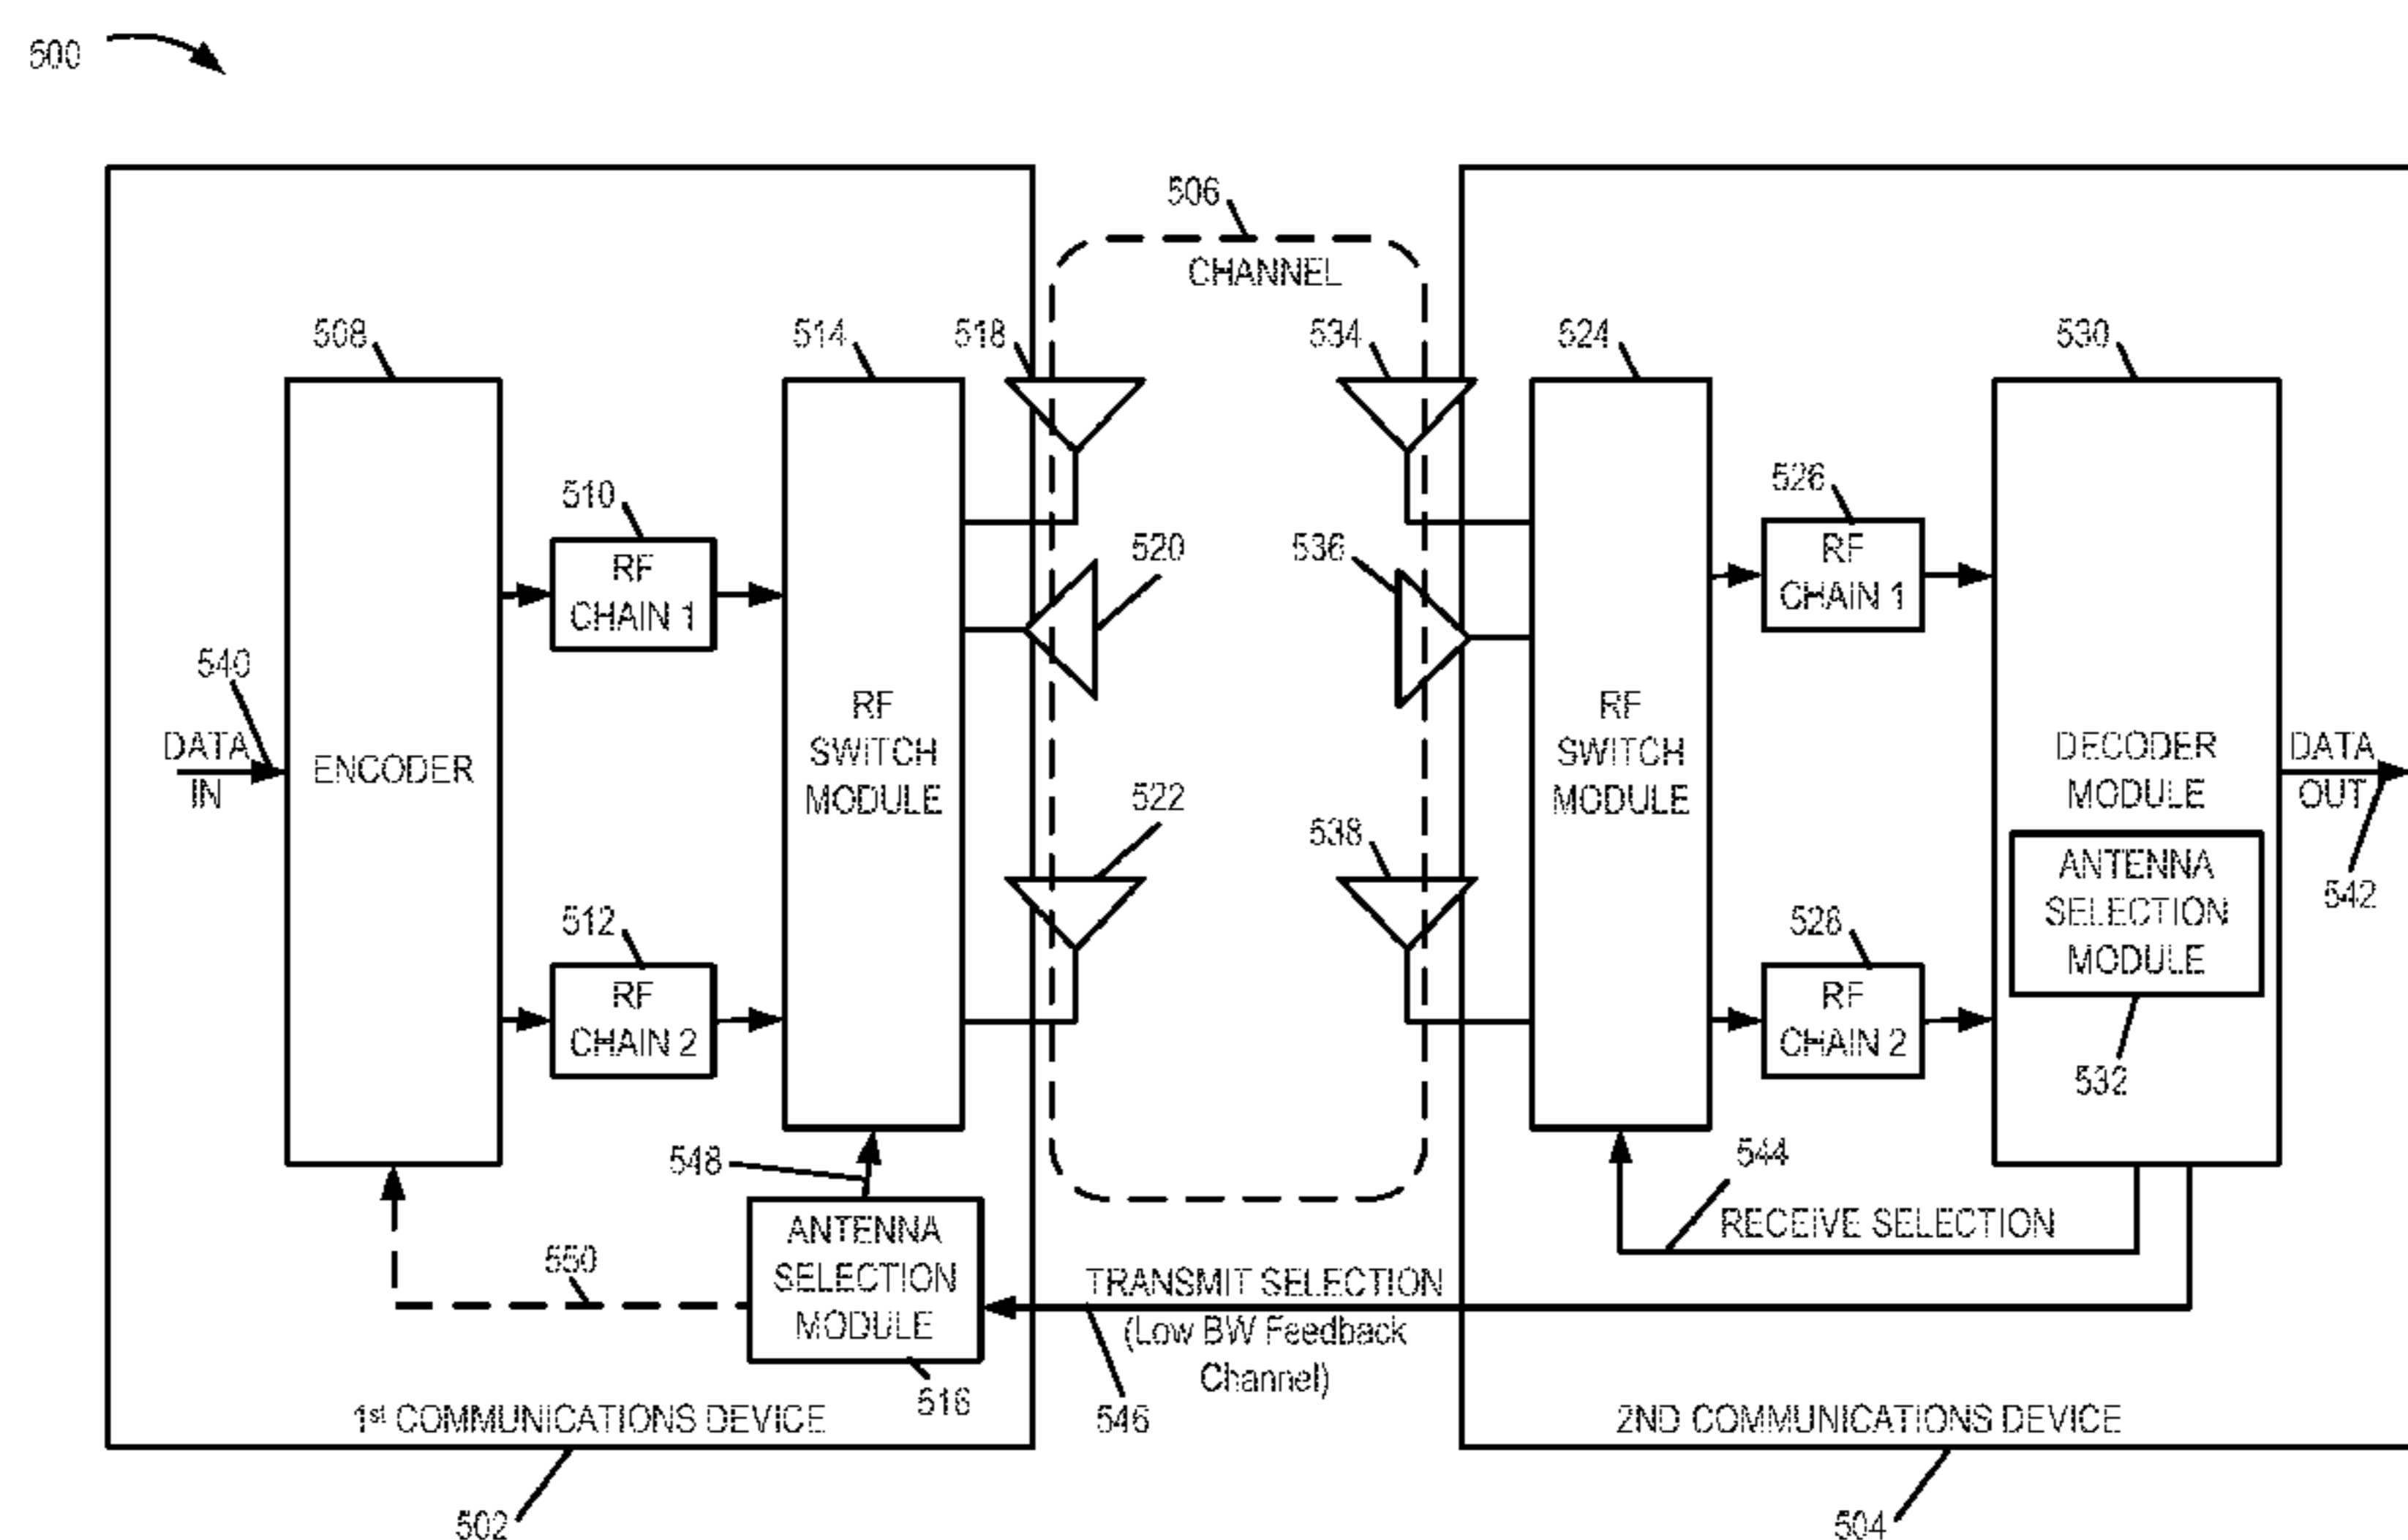 500
506
CHANNEL
508
514
518
534
524
530
510
RF
CHAIN 1
520
536
526
RF
CHAIN 1
540
DATA
IN
ENCODER
RF
SWITCH
MODULE
522
538
RF
SWITCH
MODULE
DECODER
MODULE
DATA
OUT
542
ANTENNA
SELECTION
MODULE
532
512
RF
CHAIN 2
528
RF
CHAIN 2
548
544
RECEIVE SELECTION
550
ANTENNA
SELECTION
MODULE
516
TRANSMIT SELECTION
(Low BW Feedback
Channel)
546
1st COMMUNICATIONS DEVICE
2ND COMMUNICATIONS DEVICE
502
504